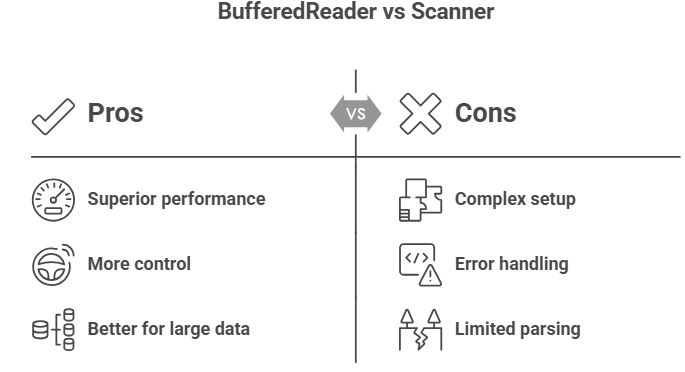 BufferedReader vs Scanner
Pros
VS
Cons
Superior performance
Complex setup
More control
Error handling
Better for large data
Limited parsing